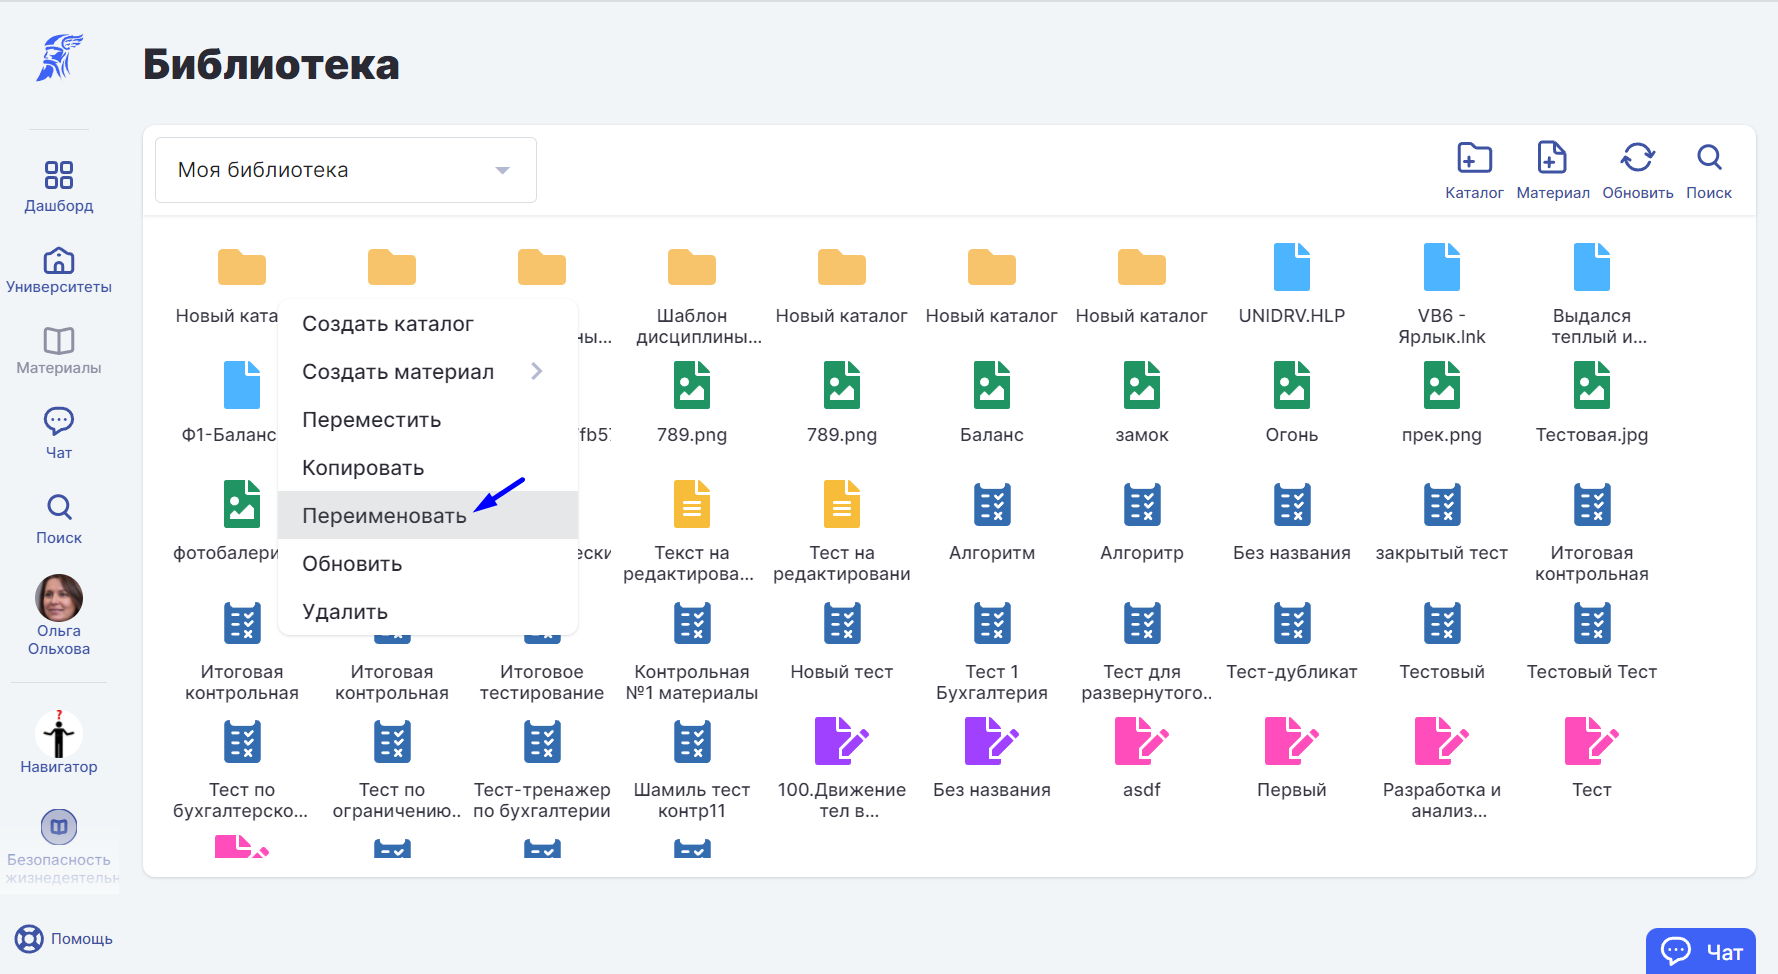 Библиотека
Моя библиотека
Каталог
Материал
Обновить
Поиск
Дашборд
Университеты
Материалы
Чат
Поиск
Ольга
Ольхова
?
Навигатор
Безопасность
жизнедеятельн
Помощь
Новый ката
ны...
Шаблон
дисциплины...
Новый каталог
Новый каталог
Новый каталог
UNIDRV.HLP
VB6 -
Ярлык.lnk
Выдался
теплый и...
Создать каталог
Создать материал
Переместить
Копировать
Переименовать
Обновить
Удалить
Ф1-Баланс
fb5
789.png
789.png
Баланс
замок
Огонь
прек.png
Тестовая.jpg
фотобалери
ески
Текст на
редактирова...
Тест на
редактировани
Алгоритм
Алгоритр
Без названия
закрытый тест
Итоговая
контрольная
Итоговая
контрольная
Итоговая
контрольная
Итоговое
тестирование
Контрольная
№1 материалы
Новый тест
Тест 1
Бухгалтерия
Тест для
развернутого..
Тест-дубликат
Тестовый
Тестовый Тест
Тест по
бухгалтерско...
Тест по
ограничению..
Тест-тренажер
по бухгалтерии
Шамиль тест
контр11
100.Движение
тел в...
Без названия
asdf
Первый
Разработка и
анализ...
Тест
Чат